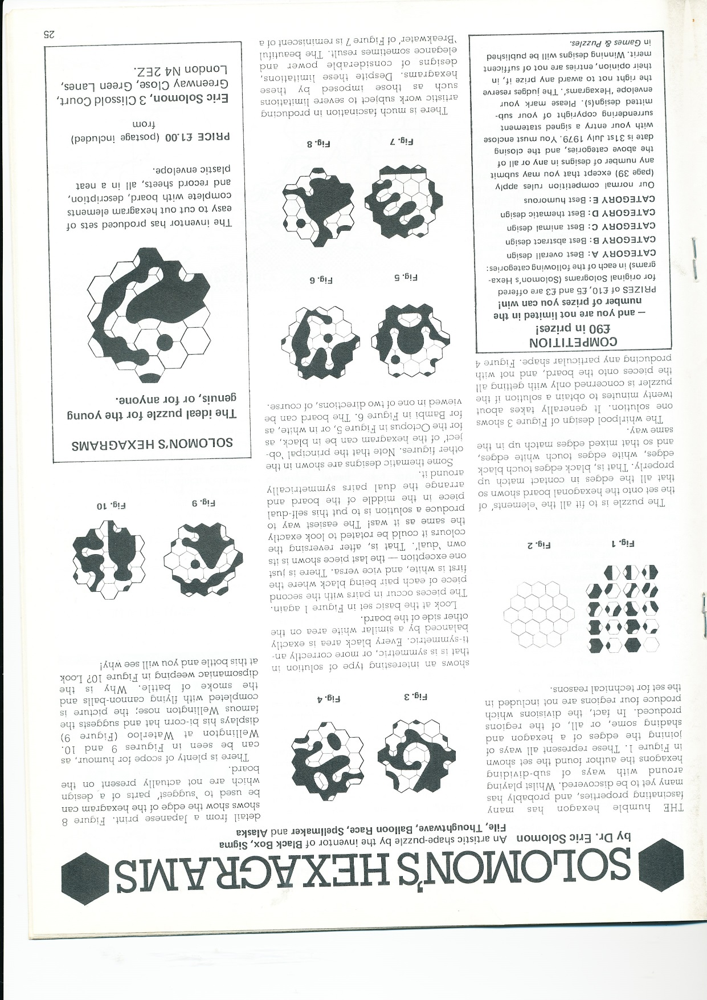 SOLOMON'S HEXAGRAMS
by Dr. Eric Solomon An artistic shape-puzzle by the inventor of Black Box, Sigma
File, Thoughtwave, Balloon Race, Spellmaker and Alaska
THE humble hexagon has many
fascinating properties, and probably has
many yet to be discovered. Whilst playing
around with ways of sub-dividing
hexagons the author found the set shown
in Figure 1. These represent all ways of
joining the edges of a hexagon and
shading some, or all, of the regions
produced. In fact, the divisions which
produce four regions are not included in
the set for technical reasons.
Fig. 1
Fig. 2
The puzzle is to fit all the 'elements' of
the set onto the hexagonal board shown so
that all the edges in contact match up
properly. That is, black edges touch black
edges, white edges touch white edges,
and so that mixed edges match up in the
same way.
The whirlpool design of Figure 3 shows
one solution. It generally takes about
twenty minutes to obtain a solution if the
puzzler is concerned only with getting all
the pieces onto the board, and not with
producing any particular shape. Figure 4
COMPETITION
£90 in prizes!
— and you are not limited in the
number of prizes you can win!
PRIZES of £10, £5 and £3 are offered
for original Solograms (Solomon's Hexa-
grams) in each of the following categories:
CATEGORY A: Best overall design
CATEGORY B: Best abstract design
CATEGORY C: Best animal design
CATEGORY D: Best thematic design
CATEGORY E: Best humorous
Our normal competition rules apply
(page 39) except that you may submit
any number of designs in any or all of
the above categories, and the closing
date is 31st July 1979. You must enclose
with your entry a signed statement
surrendering copyright of your sub-
mitted design(s). Please mark your
envelope 'Hexagrams'. The judges reserve
the right not to award any prize if, in
their opinion, entries are not of sufficent
merit. Winning designs will be published
in Games & Puzzles.
Fig. 3
Fig. 4
shows an interesting type of solution in
that is is symmetric, or more correctly an-
ti-symmetric. Every black area is exactly
balanced by a similar white area on the
other side of the board.
Look at the basic set in Figure 1 again.
The pieces occur in pairs with the second
piece of each pair being black where the
first is white, and vice versa. There is just
one exception — the last piece shown is its
own 'dual'. That is, after reversing the
colours it could be rotated to look exactly
the same as it was! The easiest way to
produce a solution is to put this self-dual
piece in the middle of the board and
arrange the dual pairs symmetrically
around it.
Some thematic designs are shown in the
other figures. Note that the principal 'ob-
ject' of the hexagram can be in black, as
for the Octopus in Figure 5, or in white, as
for Bambi in Figure 6. The board can be
viewed in one of two directions, of course.
Fig. 5
Fig. 6
Fig. 7
Fig. 8
There is much fascination in producing
artistic work subject to severe limitations
such as those imposed by these
hexagrams. Despite these limitations,
designs of considerable power and
elegance sometimes result. The beautiful
'Breakwater' of Figure 7 is reminiscent of a
detail from a Japanese print. Figure 8
shows show the edge of the hexagram can
be used to 'suggest' parts of a design
which are not actually present on the
board.
There is plenty of scope for humour, as
can be seen in Figures 9 and 10.
Wellington at Waterloo (Figure 9)
displays his bi-corn hat and suggests the
famous Wellington nose; the picture is
completed with flying cannon-balls and
the smoke of battle. Why is the
dipsomaniac weeping in Figure 10? Look
at this bottle and you will see why!
Fig. 9
Fig. 10
SOLOMON'S HEXAGRAMS
The ideal puzzle for the young
genuis, or for anyone.
The inventor has produced sets of
easy to cut out hexagram elements
complete with board, description,
and record sheets, all in a neat
plastic envelope.
PRICE £1.00 (postage included)
from
Eric Solomon, 3 Clissold Court,
Greenway Close, Green Lanes,
London N4 2EZ.
25